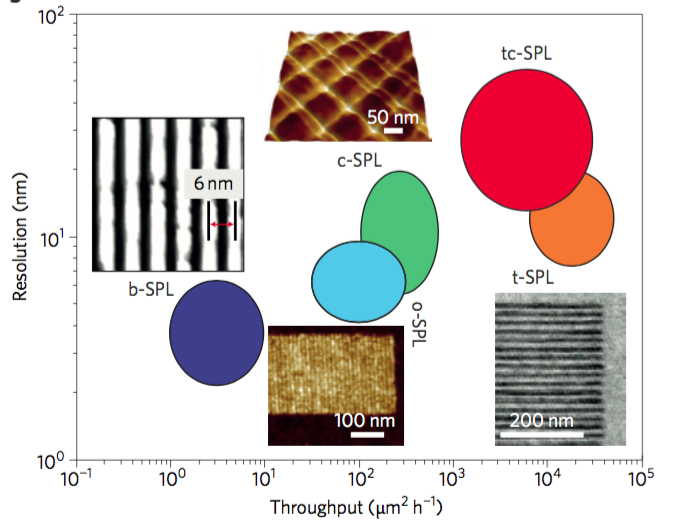 10²
tc-SPL
50 nm
c-SPL
6 nm
Resolution (nm)
10¹
b-SPL
t-SPL
o-SPL
100 nm
200 nm
10⁰
10⁻¹ 10⁰ 10¹ 10² 10³ 10⁴ 10⁵
Throughput (μm² h⁻¹)